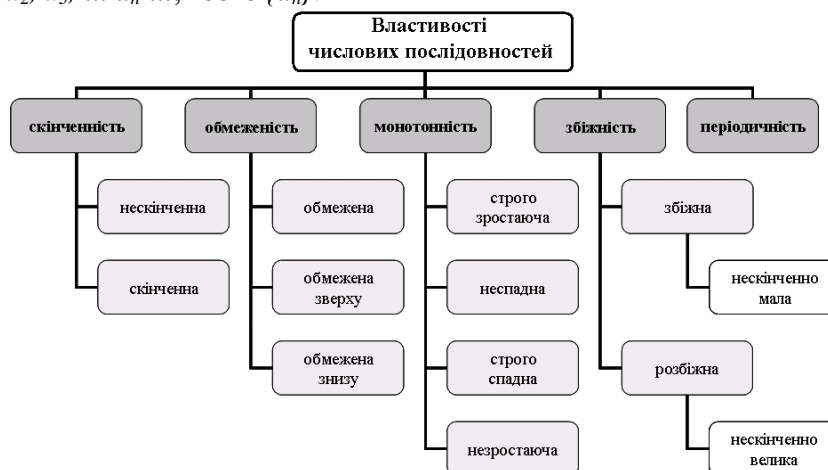 Властивості
числових послідовностей
скінченність
обмеженість
монотонність
збіжність
періодичність
нескінченна
обмежена
строго
зростаюча
збіжна
скінченна
обмежена
зверху
неспадна
нескінченно
мала
обмежена
знизу
строго
спадна
розбіжна
незростаюча
нескінченно
велика